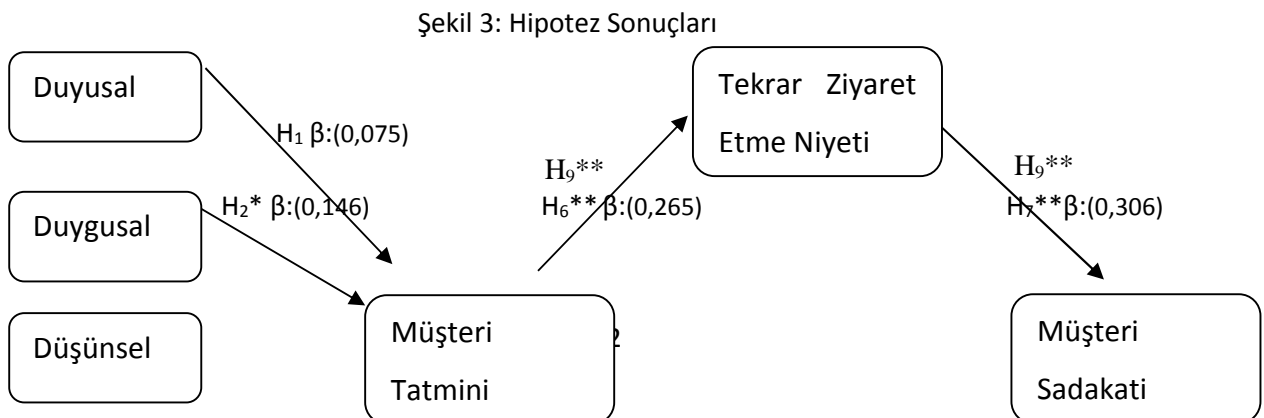 Şekil 3: Hipotez Sonuçları
Duyusal
Tekrar Ziyaret
Etme Niyeti
H₁ β:(0,075)
H₉**
H₆** β:(0,265)
H₉**
H₇**β:(0,306)
Duygusal
H₂* β:(0,146)
Düşünsel
Müşteri
Tatmini
2
Müşteri
Sadakati